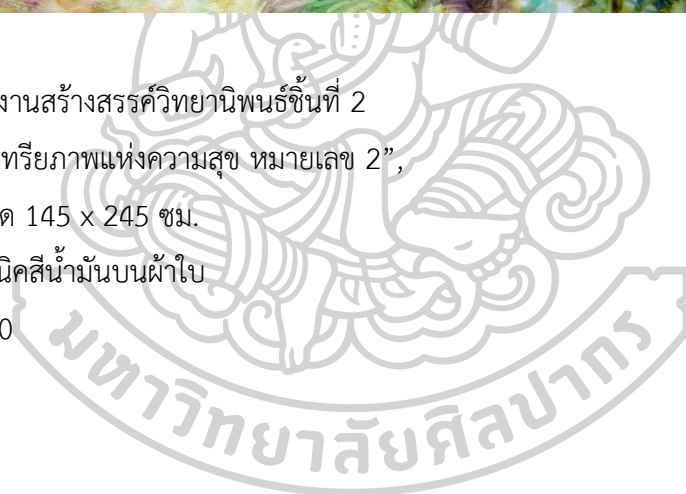 งานสร้างสรรค์วิทยานิพนธ์ชิ้นที่ 2
ทรียภาพแห่งความสุข หมายเลข 2”,
ด 145 x 245 ซม.
นิคสีน้ำมันบนผ้าใบ
0
มหาวิทยาลัยศิลปากร